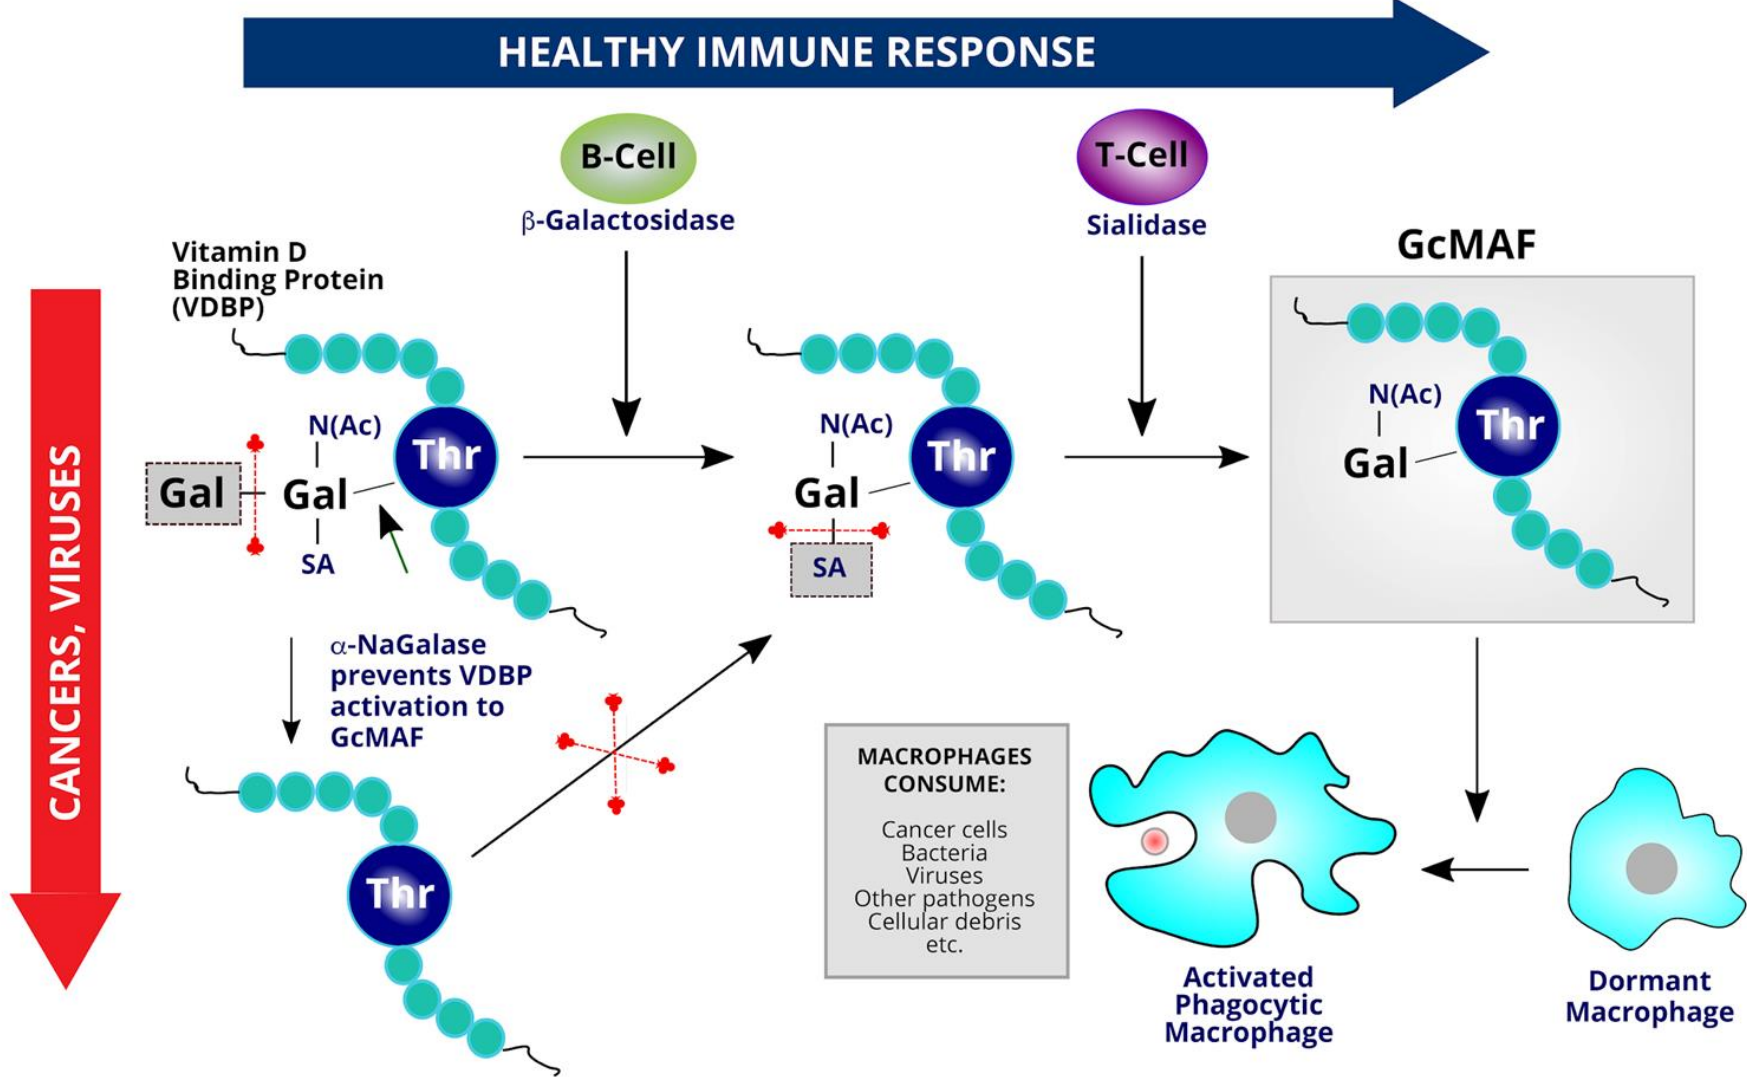 HEALTHY IMMUNE RESPONSE
B-Cell
β-Galactosidase
T-Cell
Sialidase
GcMAF
Vitamin D
Binding Protein
(VDBP)
N(Ac)
Thr
Gal
Gal
SA
N(Ac)
Thr
Gal
SA
N(Ac)
Thr
Gal
CANCERS, VIRUSES
α-NaGalase
prevents VDBP
activation to
GcMAF
Thr
MACROPHAGES
CONSUME:
Cancer cells
Bacteria
Viruses
Other pathogens
Cellular debris
etc.
Activated
Phagocytic
Macrophage
Dormant
Macrophage